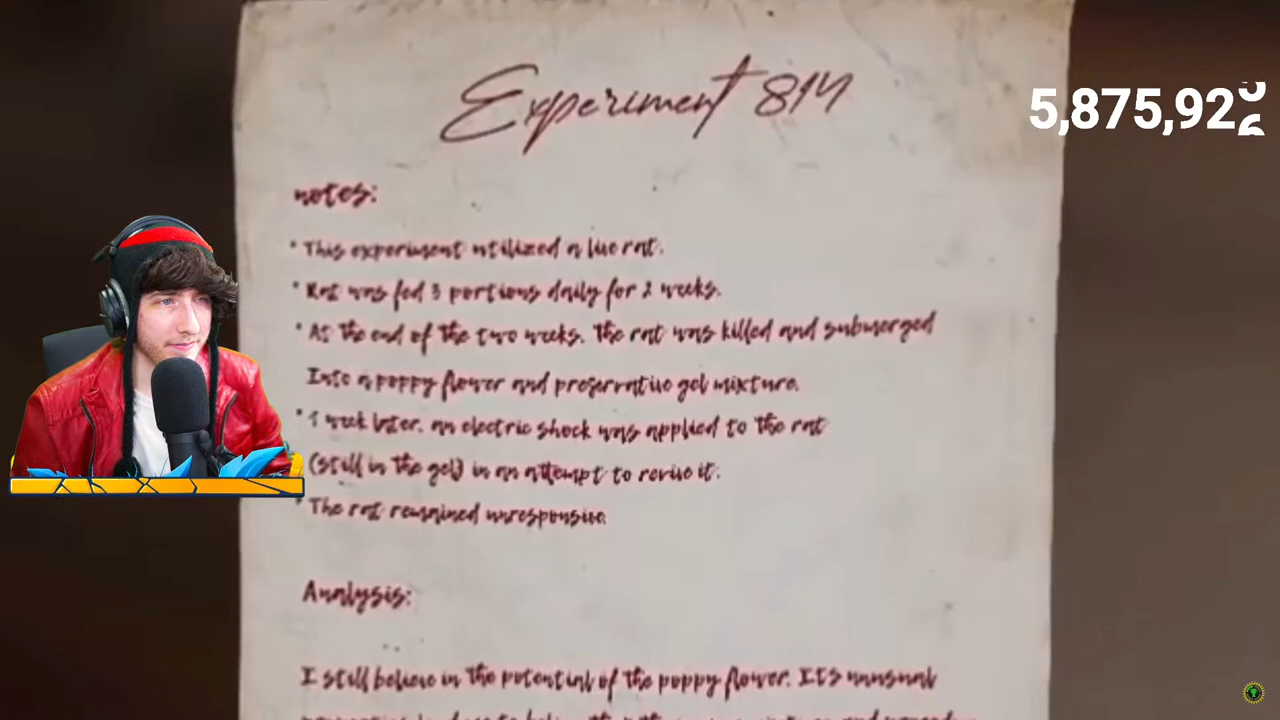 Experiment 814
5,875,92
notes:
* This experiment utilized a live rat.
* Rat was fed 3 portions daily for 2 weeks.
* At the end of the two weeks, the rat was killed and submerged
Into a poppy flower and preservative gel mixture.
* 1 week later, an electric shock was applied to the rat
(still in the gel) in an attempt to revive it.
* The rat remained unresponsive.
Analysis:
I still believe in the potential of the poppy flower. It's unusual